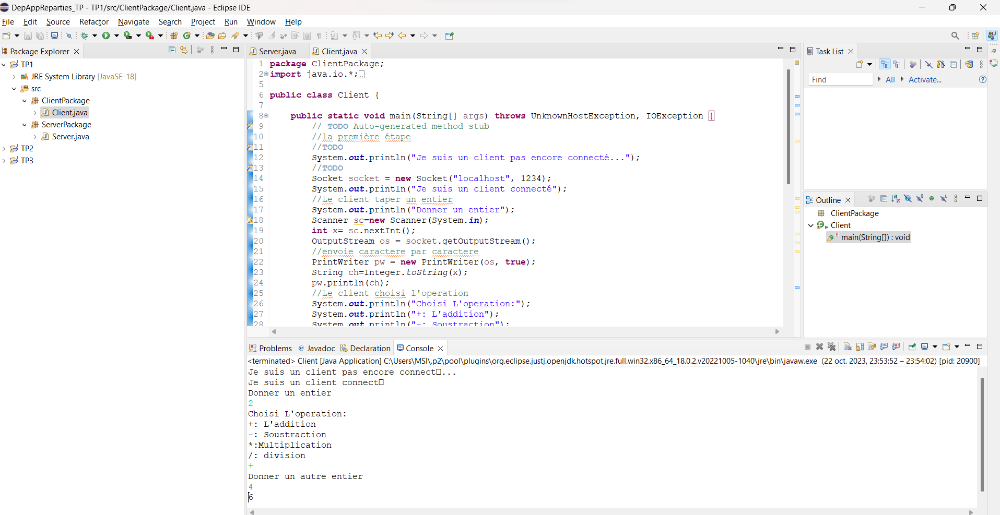 DepAppReparties_TP - TP1/src/ClientPackage/Client.java - Eclipse IDE
File Edit Source Refactor Navigate Search Project Run Window Help
Package Explorer
TP1
JRE System Library [JavaSE-18]
src
ClientPackage
Client.java
ServerPackage
Server.java
TP2
TP3
Server.java Client.java
1 package ClientPackage;
2 import java.io.*;
5
6 public class Client {
7
8 public static void main(String[] args) throws UnknownHostException, IOException {
9 // TODO Auto-generated method stub
10 //la première étape
11 //TODO
12 System.out.println("Je suis un client pas encore connecté...");
13 //TODO
14 Socket socket = new Socket("localhost", 1234);
15 System.out.println("Je suis un client connecté");
16 //Le client taper un entier
17 System.out.println("Donner un entier");
18 Scanner sc=new Scanner(System.in);
19 int x= sc.nextInt();
20 OutputStream os = socket.getOutputStream();
21 //envoie caractere par caractere
22 PrintWriter pw = new PrintWriter(os, true);
23 String ch=Integer.toString(x);
24 pw.println(ch);
25 //Le client choisi l'operation
26 System.out.println("Choisi L'operation:");
27 System.out.println("+: L'addition");
28 System.out.println("-: Soustraction");
Task List
Find All Activate...
Outline
ClientPackage
Client
main(String[]) : void
Problems @ Javadoc Declaration Console
<terminated> Client [Java Application] C:\Users\MSI\.p2\pool\plugins\org.eclipse.justj.openjdk.hotspot.jre.full.win32.x86_64_18.0.2.v20221005-1040\jre\bin\javaw.exe (22 oct. 2023, 23:53:52 – 23:54:02) [pid: 20900]
Je suis un client pas encore connect□...
Je suis un client connect□
Donner un entier
2
Choisi L'operation:
+: L'addition
-: Soustraction
*:Multiplication
/: division
+
Donner un autre entier
4
6